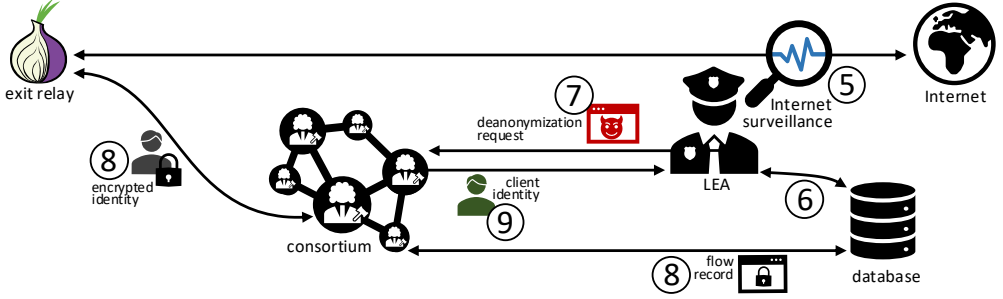 exit relay
8
encrypted
identity
consortium
7
deanonymization
request
client
identity
9
Internet
surveillance
5
LEA
6
Internet
8
flow
record
database